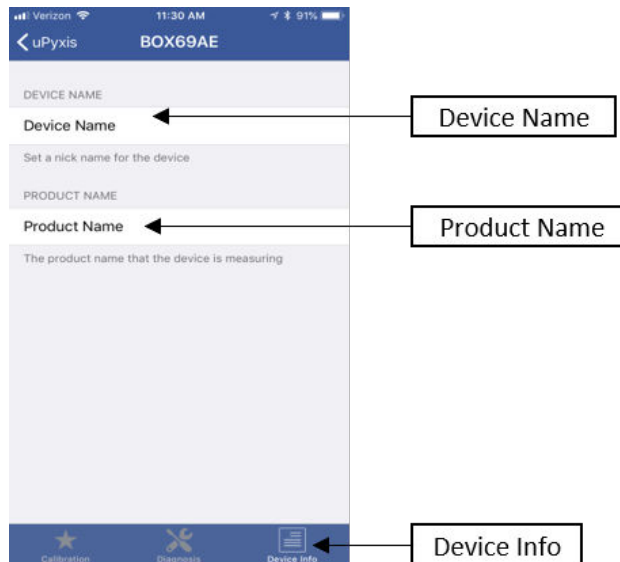 Verizon 11:30 AM 91%
uPyxis BOX69AE
DEVICE NAME
Device Name
Device Name
Set a nick name for the device
PRODUCT NAME
Product Name
Product Name
The product name that the device is measuring
Calibration Diagnosis Device Info
Device Info